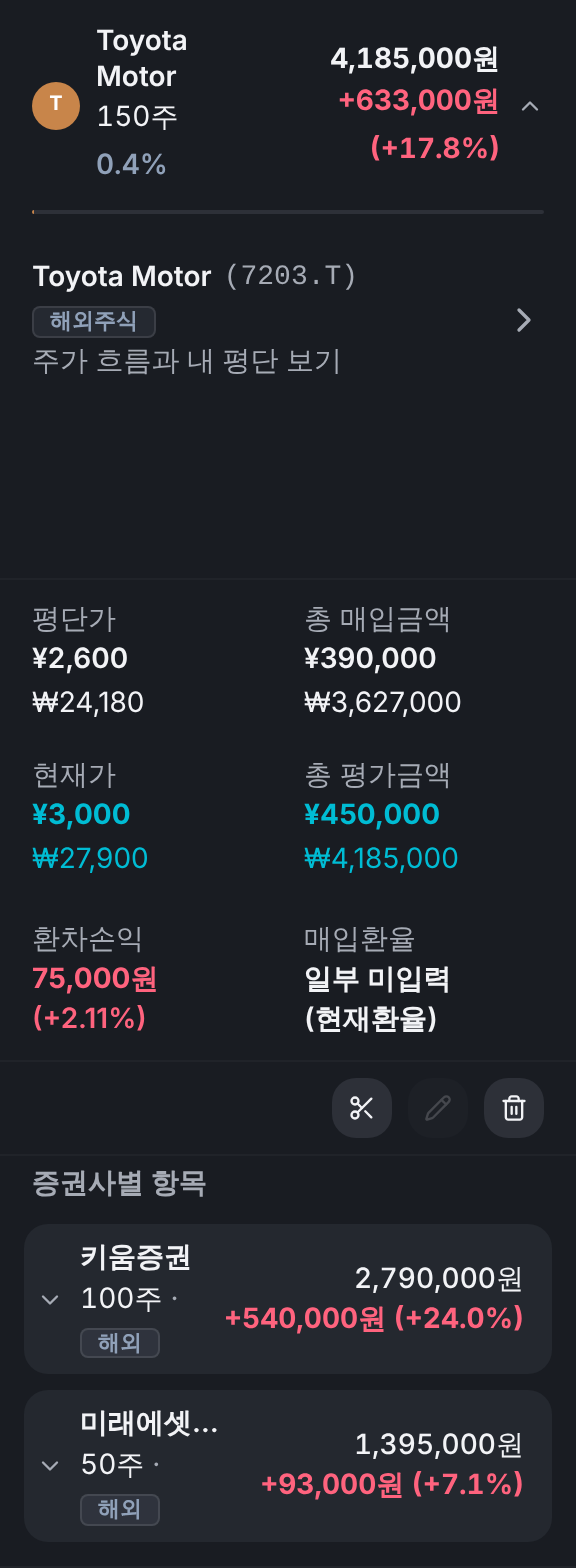 Toyota
Motor
T
150주
0.4%
4,185,000원
+633,000원
(+17.8%)
Toyota Motor (7203.T)
해외주식
주가 흐름과 내 평단 보기
평단가
¥2,600
₩24,180
총 매입금액
¥390,000
₩3,627,000
현재가
¥3,000
₩27,900
총 평가금액
¥450,000
₩4,185,000
환차손익
75,000원
(+2.11%)
매입환율
일부 미입력
(현재환율)
증권사별 항목
키움증권
100주 ·
해외
2,790,000원
+540,000원 (+24.0%)
미래에셋...
50주 ·
해외
1,395,000원
+93,000원 (+7.1%)